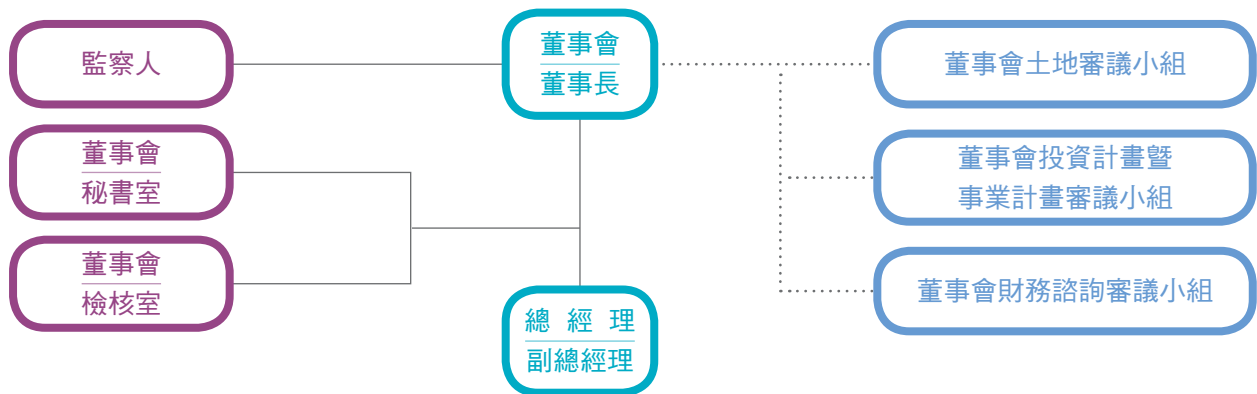 監察人
董事會
秘書室
董事會
檢核室
董事會
董事長
總 經 理
副總經理
董事會土地審議小組
董事會投資計畫暨
事業計畫審議小組
董事會財務諮詢審議小組